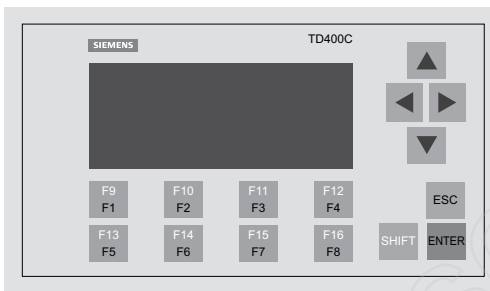 SIEMENS
TD400C
F9 F10 F11 F12
F1 F2 F3 F4
ESC
F13 F14 F15 F16
F5 F6 F7 F8
SHIFT ENTER